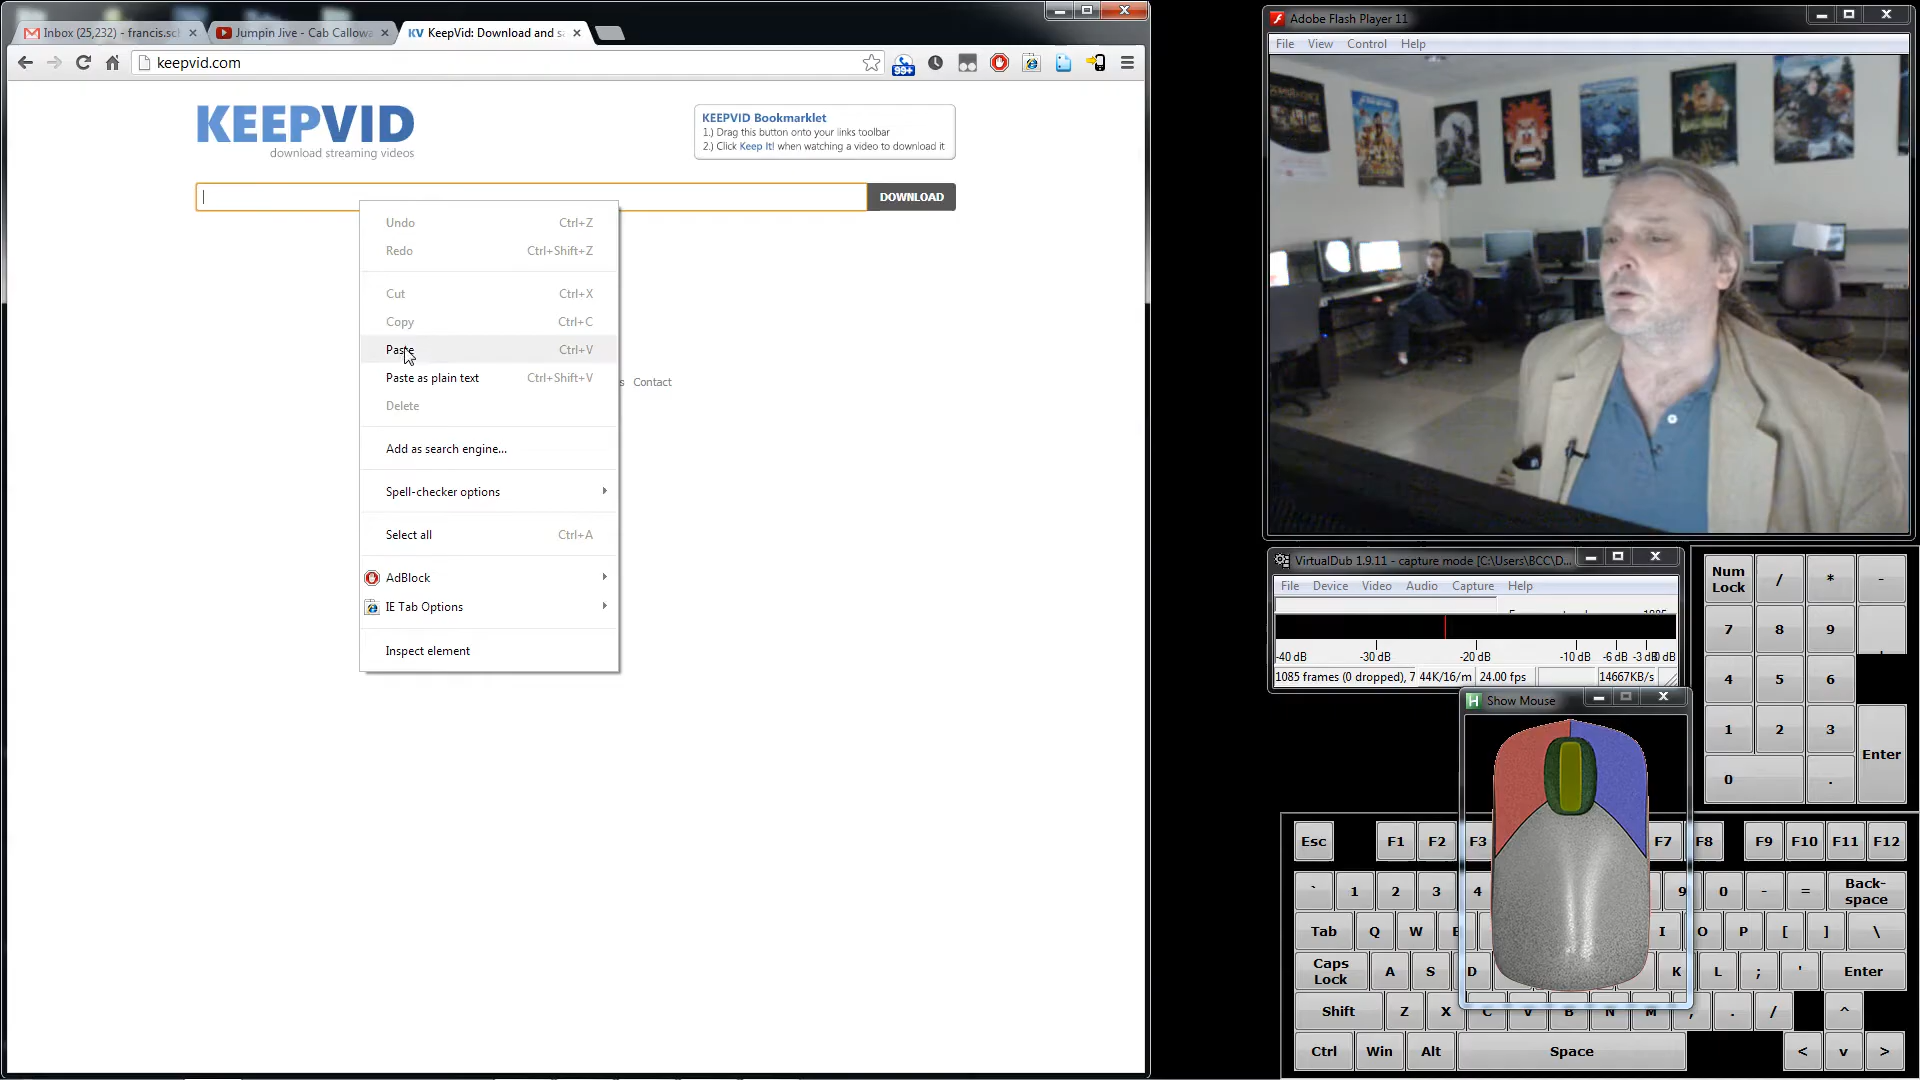 Inbox (25,232) - francis.sc
Jumpin Jive - Cab Callowa
KV KeepVid: Download and s
keepvid.com
99+
KEEPVID
download streaming videos
KEEPVID Bookmarklet
1.) Drag this button onto your links toolbar
2.) Click Keep It! when watching a video to download it
DOWNLOAD
Undo Ctrl+Z
Redo Ctrl+Shift+Z
Cut Ctrl+X
Copy Ctrl+C
Paste Ctrl+V
Paste as plain text Ctrl+Shift+V
s Contact
Delete
Add as search engine...
Spell-checker options
Select all Ctrl+A
AdBlock
IE Tab Options
Inspect element
Adobe Flash Player 11
File View Control Help
VirtualDub 1.9.11 - capture mode [C:\Users\BCC\D...
File Device Video Audio Capture Help
-40 dB -30 dB -20 dB -10 dB -6 dB -3dB 0dB
1085 frames (0 dropped), 7 44K/16/m 24.00 fps 14667KB/s
Show Mouse
Num Lock / * -
7 8 9
4 5 6
1 2 3
Enter
0 .
Esc F1 F2 F3 F7 F8 F9 F10 F11 F12
` 1 2 3 4 9 0 - = Back-space
Tab Q W E I O P [ ] \
Caps Lock A S D K L ; ' Enter
Shift Z X C V B N M , . / ^
Ctrl Win Alt Space < v >